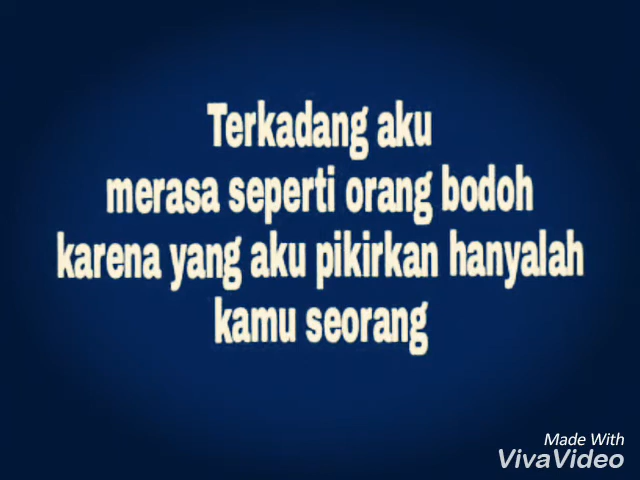 Terkadang aku
merasa seperti orang bodoh
karena yang aku pikirkan hanyalah
kamu seorang
Made With
VivaVideo